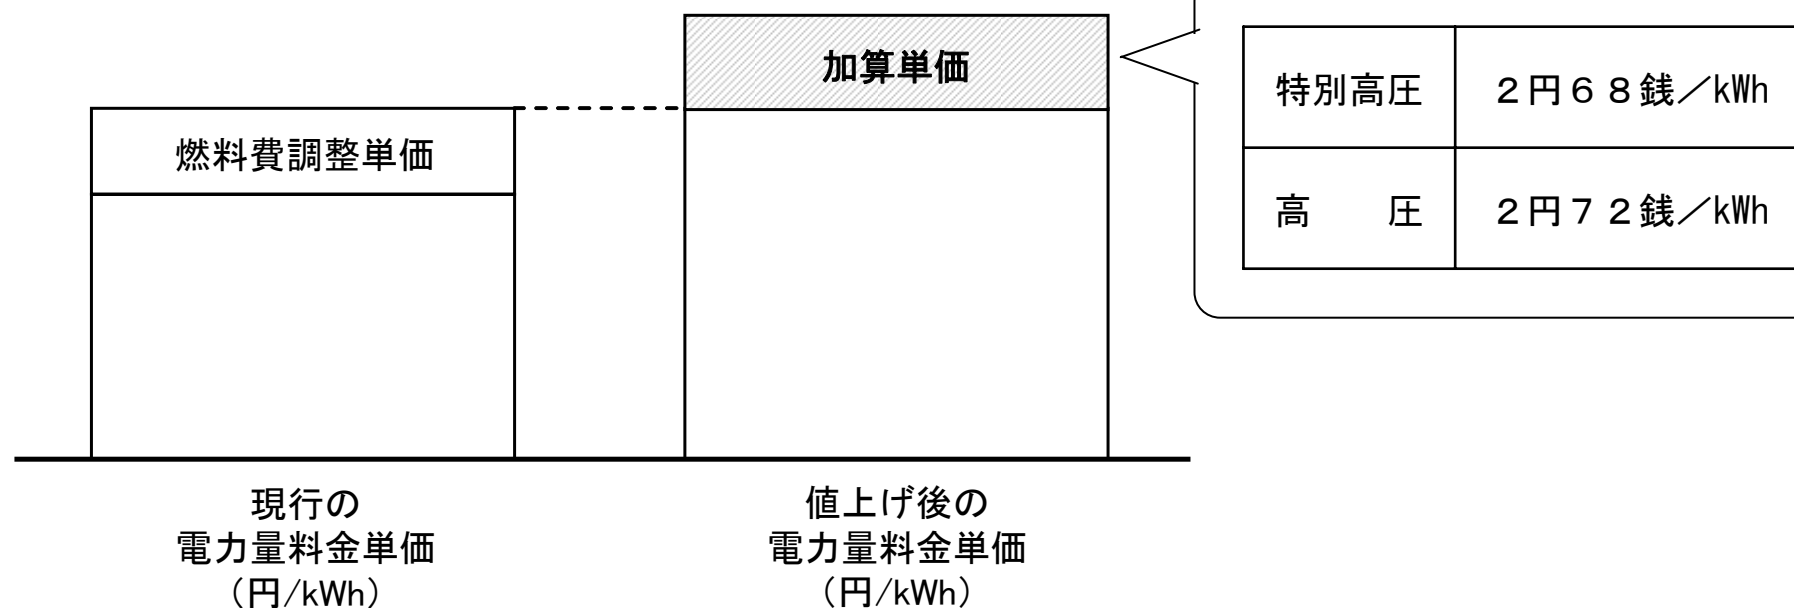 加算単価
燃料費調整単価
特別高圧 2円68銭/kWh
高 圧 2円72銭/kWh
現行の
電力量料金単価
(円/kWh)
値上げ後の
電力量料金単価
(円/kWh)